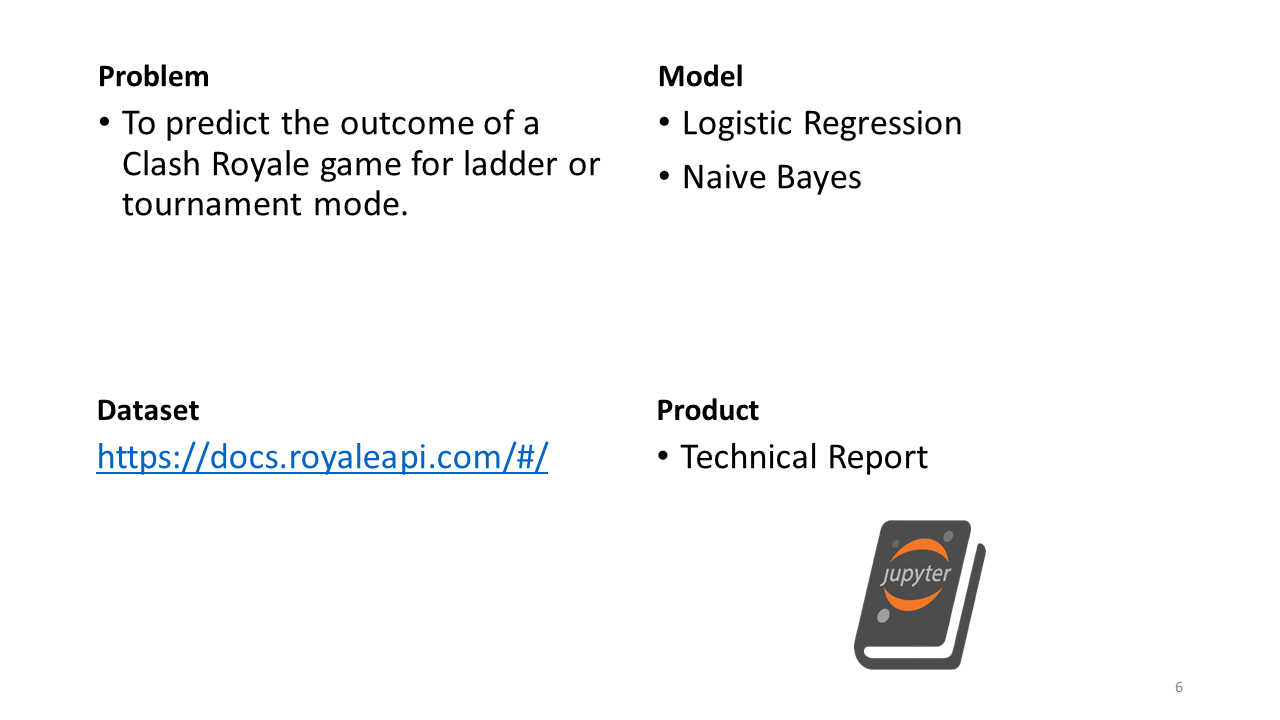 Problem
• To predict the outcome of a
Clash Royale game for ladder or
tournament mode.
Model
• Logistic Regression
• Naive Bayes
Dataset
https://docs.royaleapi.com/#/
Product
• Technical Report
jupyter
6